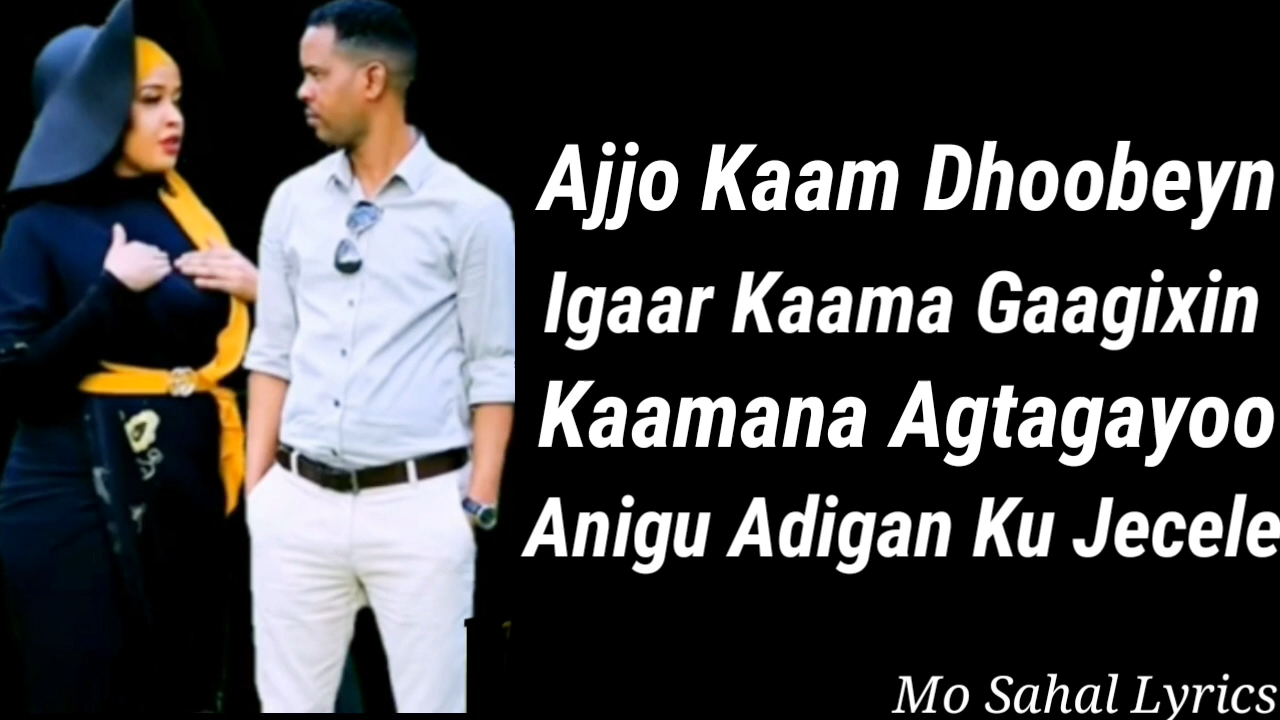 Ajjo Kaam Dhoobeyn
Igaar Kaama Gaagixin
Kaamana Agtagayoo
Anigu Adigan Ku Jecele
Mo Sahal Lyrics